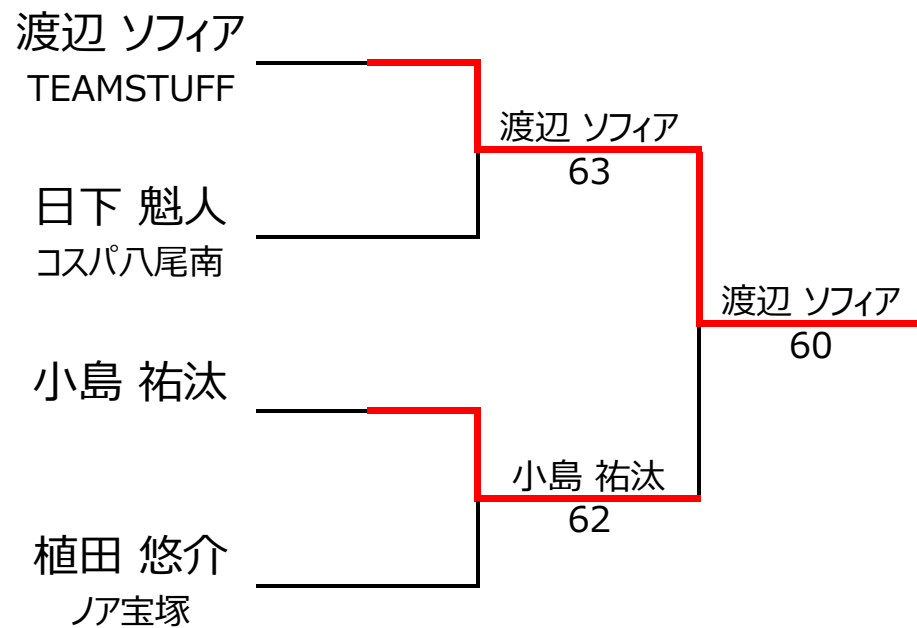 渡辺 ソフィア
TEAMSTUFF
渡辺 ソフィア
63
日下 魁人
コスパ八尾南
渡辺 ソフィア
60
小島 祐汰
小島 祐汰
62
植田 悠介
ノア宝塚